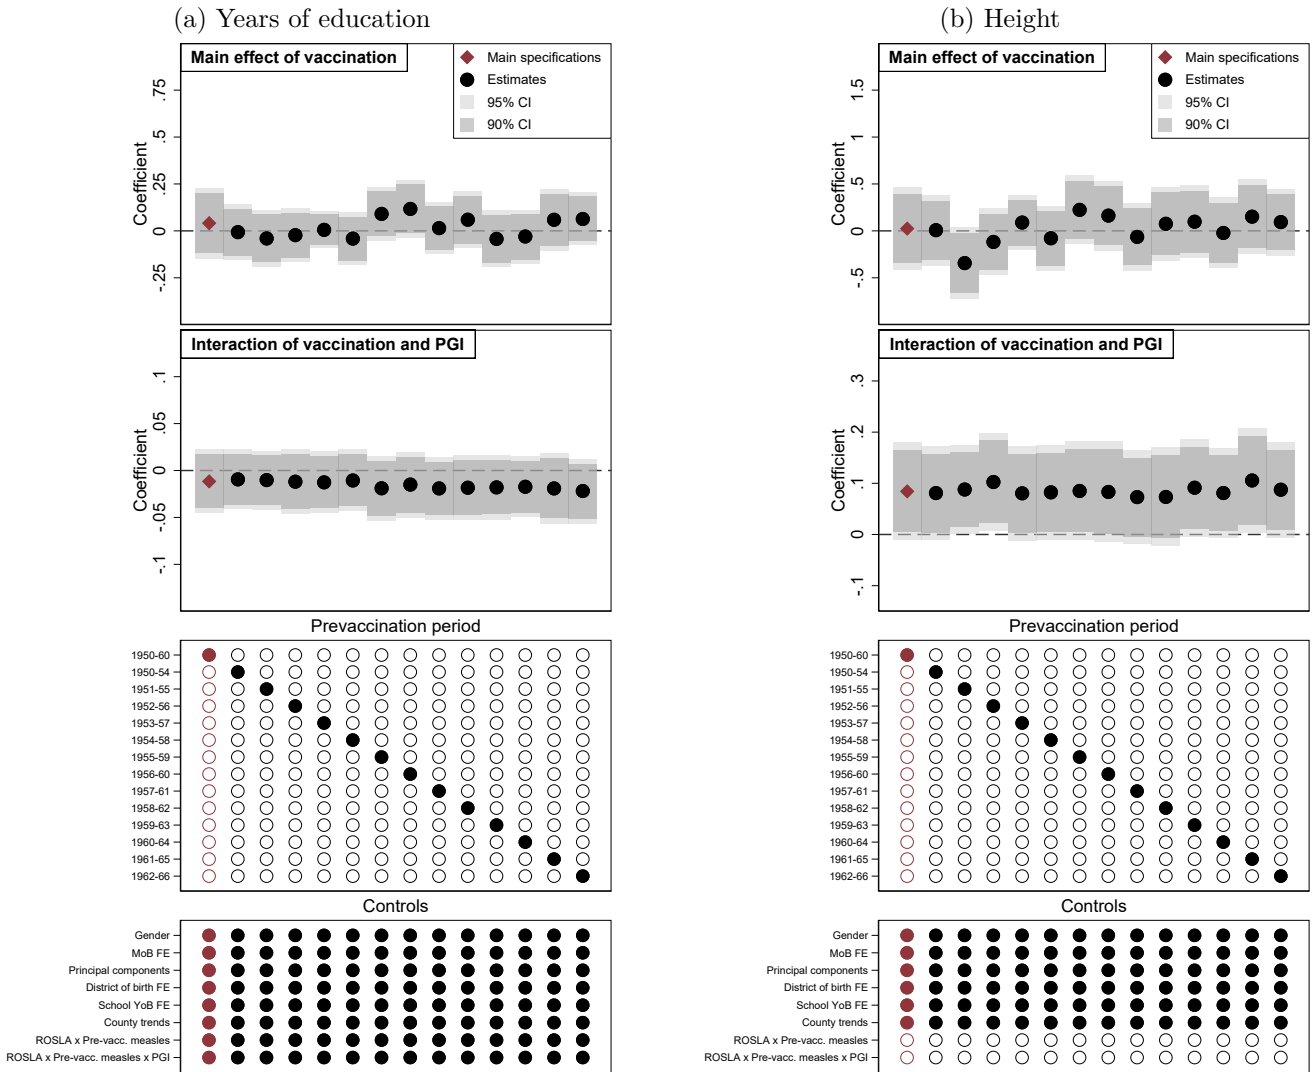 (a) Years of education
Main effect of vaccination
Main specifications
Estimates
95% CI
90% CI
Coefficient
.75
.5
.25
0
-.25
Interaction of vaccination and PGI
Coefficient
.1
.05
0
-.05
-.1
Prevaccination period
1950-60
1950-54
1951-55
1952-56
1953-57
1954-58
1955-59
1956-60
1957-61
1958-62
1959-63
1960-64
1961-65
1962-66
Controls
Gender
MoB FE
Principal components
District of birth FE
School YoB FE
County trends
ROSLA x Pre-vacc. measles
ROSLA x Pre-vacc. measles x PGI
(b) Height
Main effect of vaccination
Main specifications
Estimates
95% CI
90% CI
Coefficient
1.5
1
.5
0
-.5
Interaction of vaccination and PGI
Coefficient
.3
.2
.1
0
-.1
Prevaccination period
1950-60
1950-54
1951-55
1952-56
1953-57
1954-58
1955-59
1956-60
1957-61
1958-62
1959-63
1960-64
1961-65
1962-66
Controls
Gender
MoB FE
Principal components
District of birth FE
School YoB FE
County trends
ROSLA x Pre-vacc. measles
ROSLA x Pre-vacc. measles x PGI